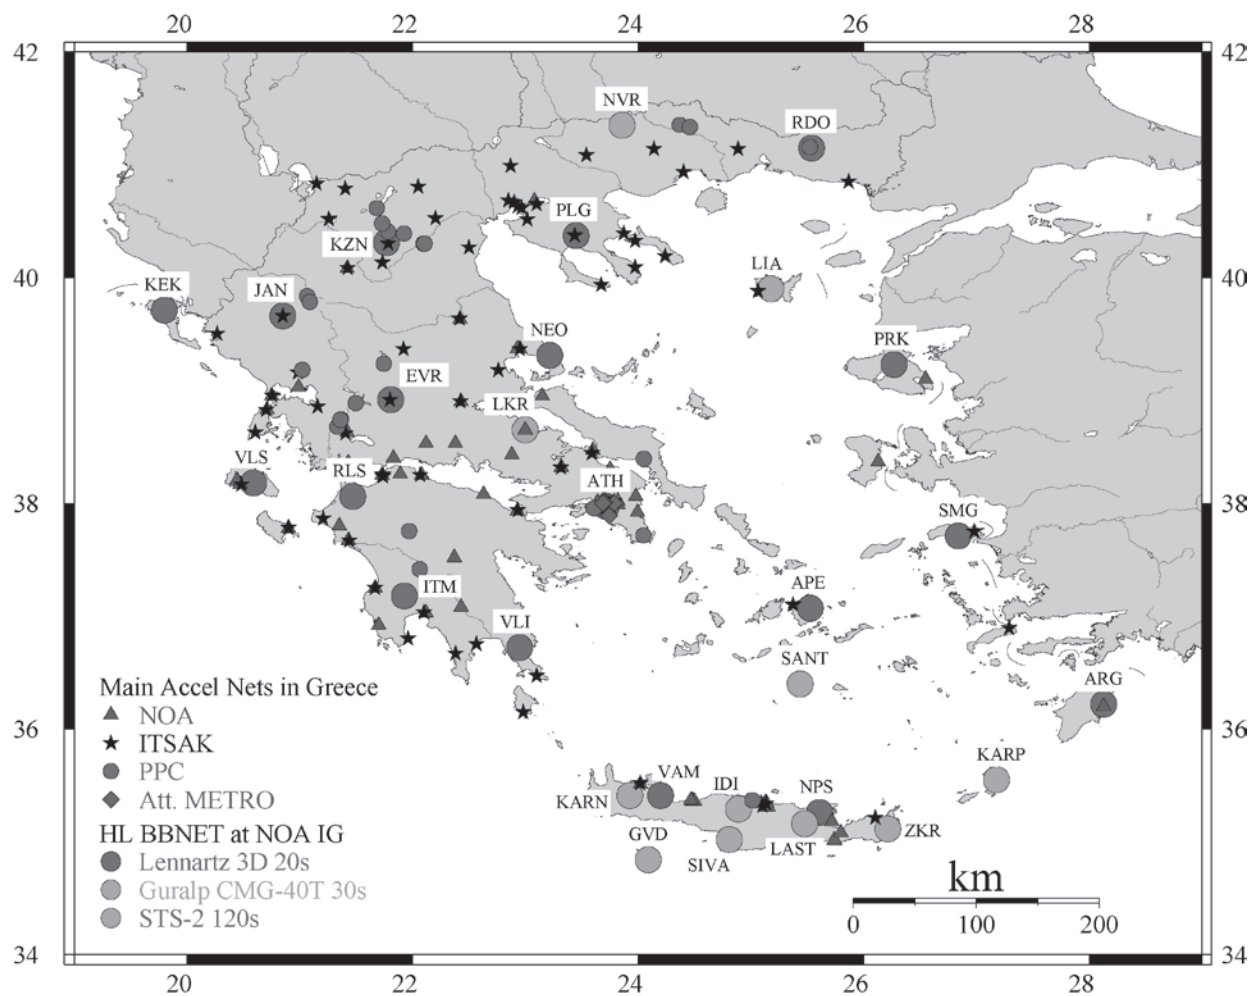 20 22 24 26 28
42 42
NVR
RDO
PLG
KZN
40 40
KEK
JAN
LIA
NEO
PRK
EVR
LKR
VLS
RLS
ATH
38 38
SMG
ITM
APE
VLI
SANT
ARG
Main Accel Nets in Greece
NOA
ITSAK
PPC
Att. METRO
HL BBNET at NOA IG
Lennartz 3D 20s
Guralp CMG-40T 30s
STS-2 120s
36 36
KARP
VAM
IDI
NPS
KARN
GVD
ZKR
SIVA
LAST
km
0 100 200
34 34
20 22 24 26 28